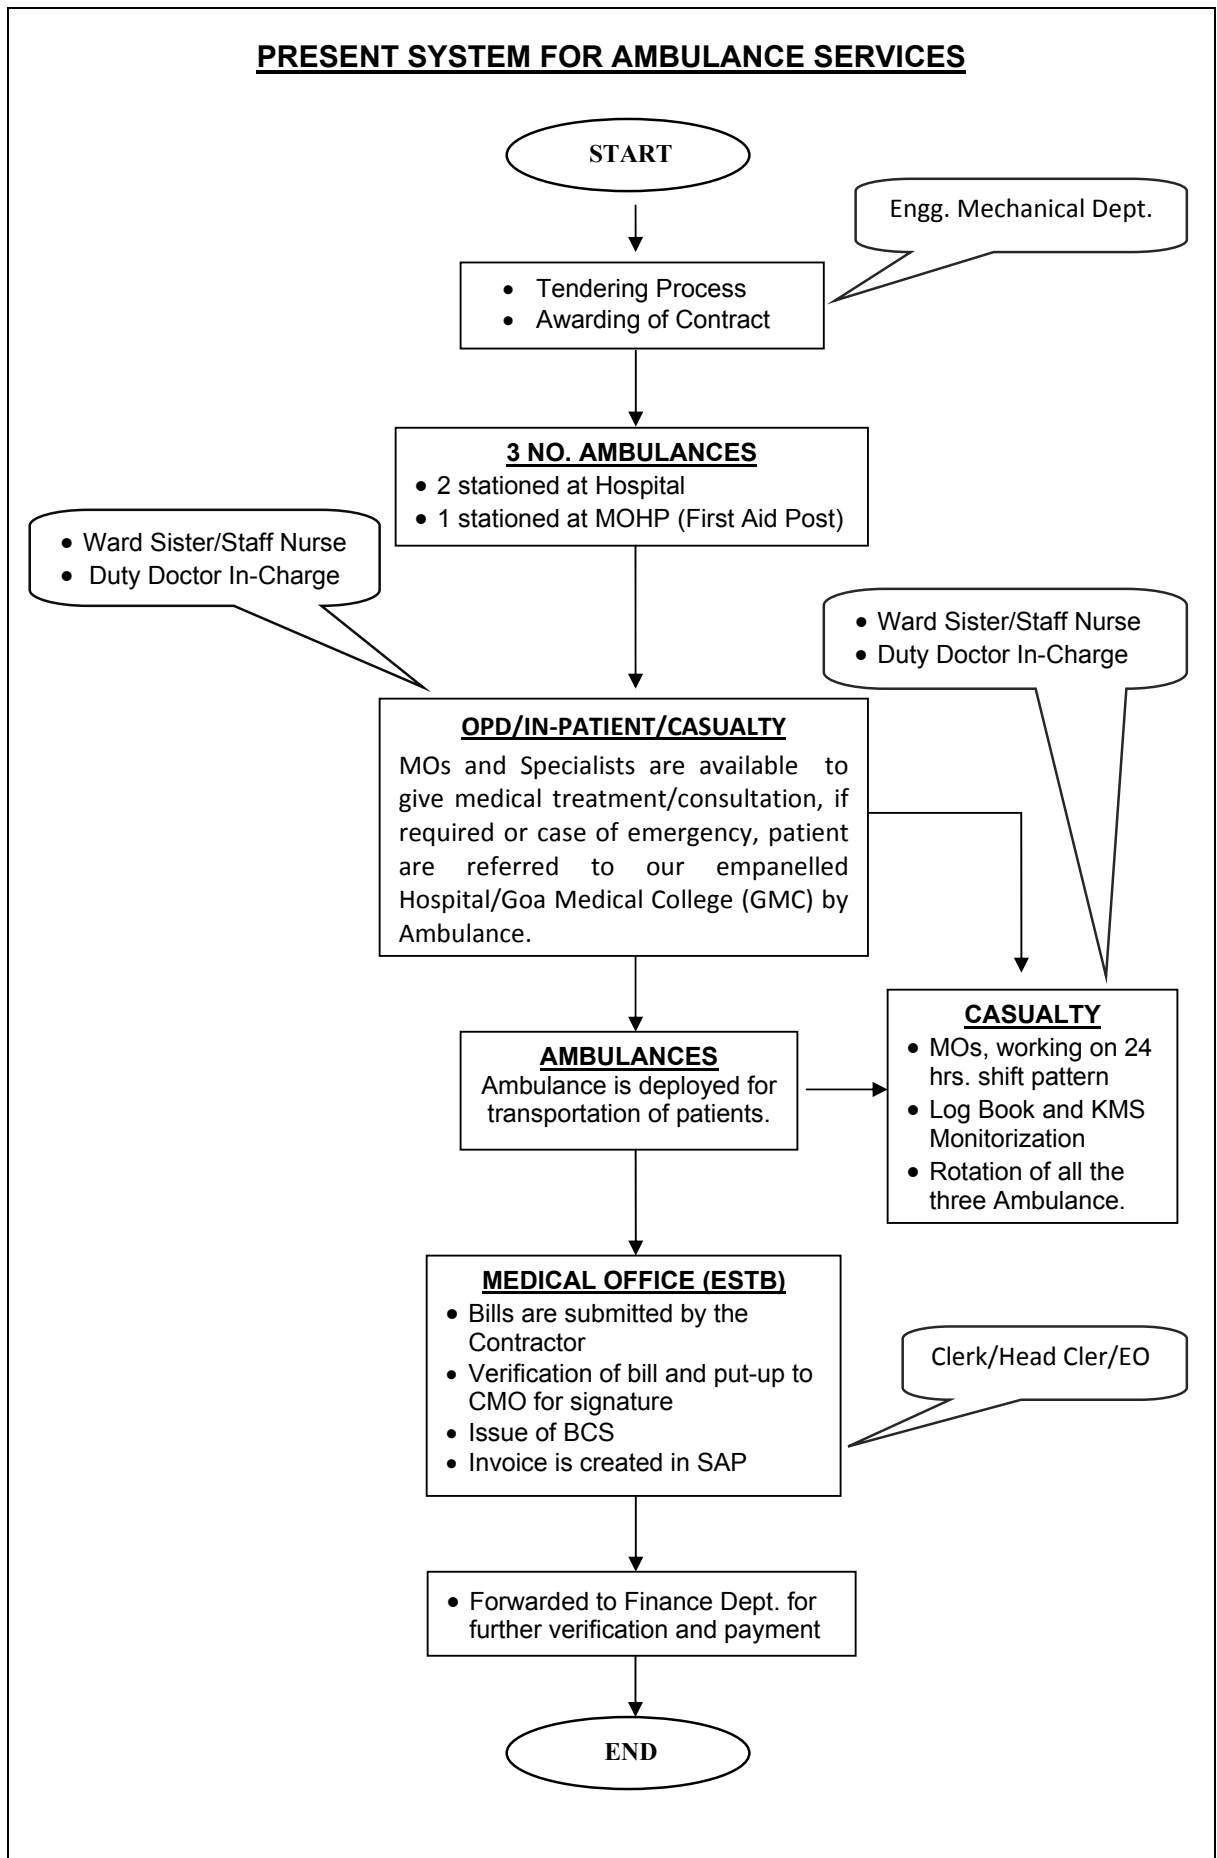 PRESENT SYSTEM FOR AMBULANCE SERVICES
START
Engg. Mechanical Dept.
• Tendering Process
• Awarding of Contract
3 NO. AMBULANCES
• 2 stationed at Hospital
• 1 stationed at MOHP (First Aid Post)
• Ward Sister/Staff Nurse
• Duty Doctor In-Charge
• Ward Sister/Staff Nurse
• Duty Doctor In-Charge
OPD/IN-PATIENT/CASUALTY
MOs and Specialists are available to
give medical treatment/consultation, if
required or case of emergency, patient
are referred to our empanelled
Hospital/Goa Medical College (GMC) by
Ambulance.
AMBULANCES
Ambulance is deployed for
transportation of patients.
CASUALTY
• MOs, working on 24
hrs. shift pattern
• Log Book and KMS
Monitorization
• Rotation of all the
three Ambulance.
MEDICAL OFFICE (ESTB)
• Bills are submitted by the
Contractor
• Verification of bill and put-up to
CMO for signature
• Issue of BCS
• Invoice is created in SAP
Clerk/Head Cler/EO
• Forwarded to Finance Dept. for
further verification and payment
END